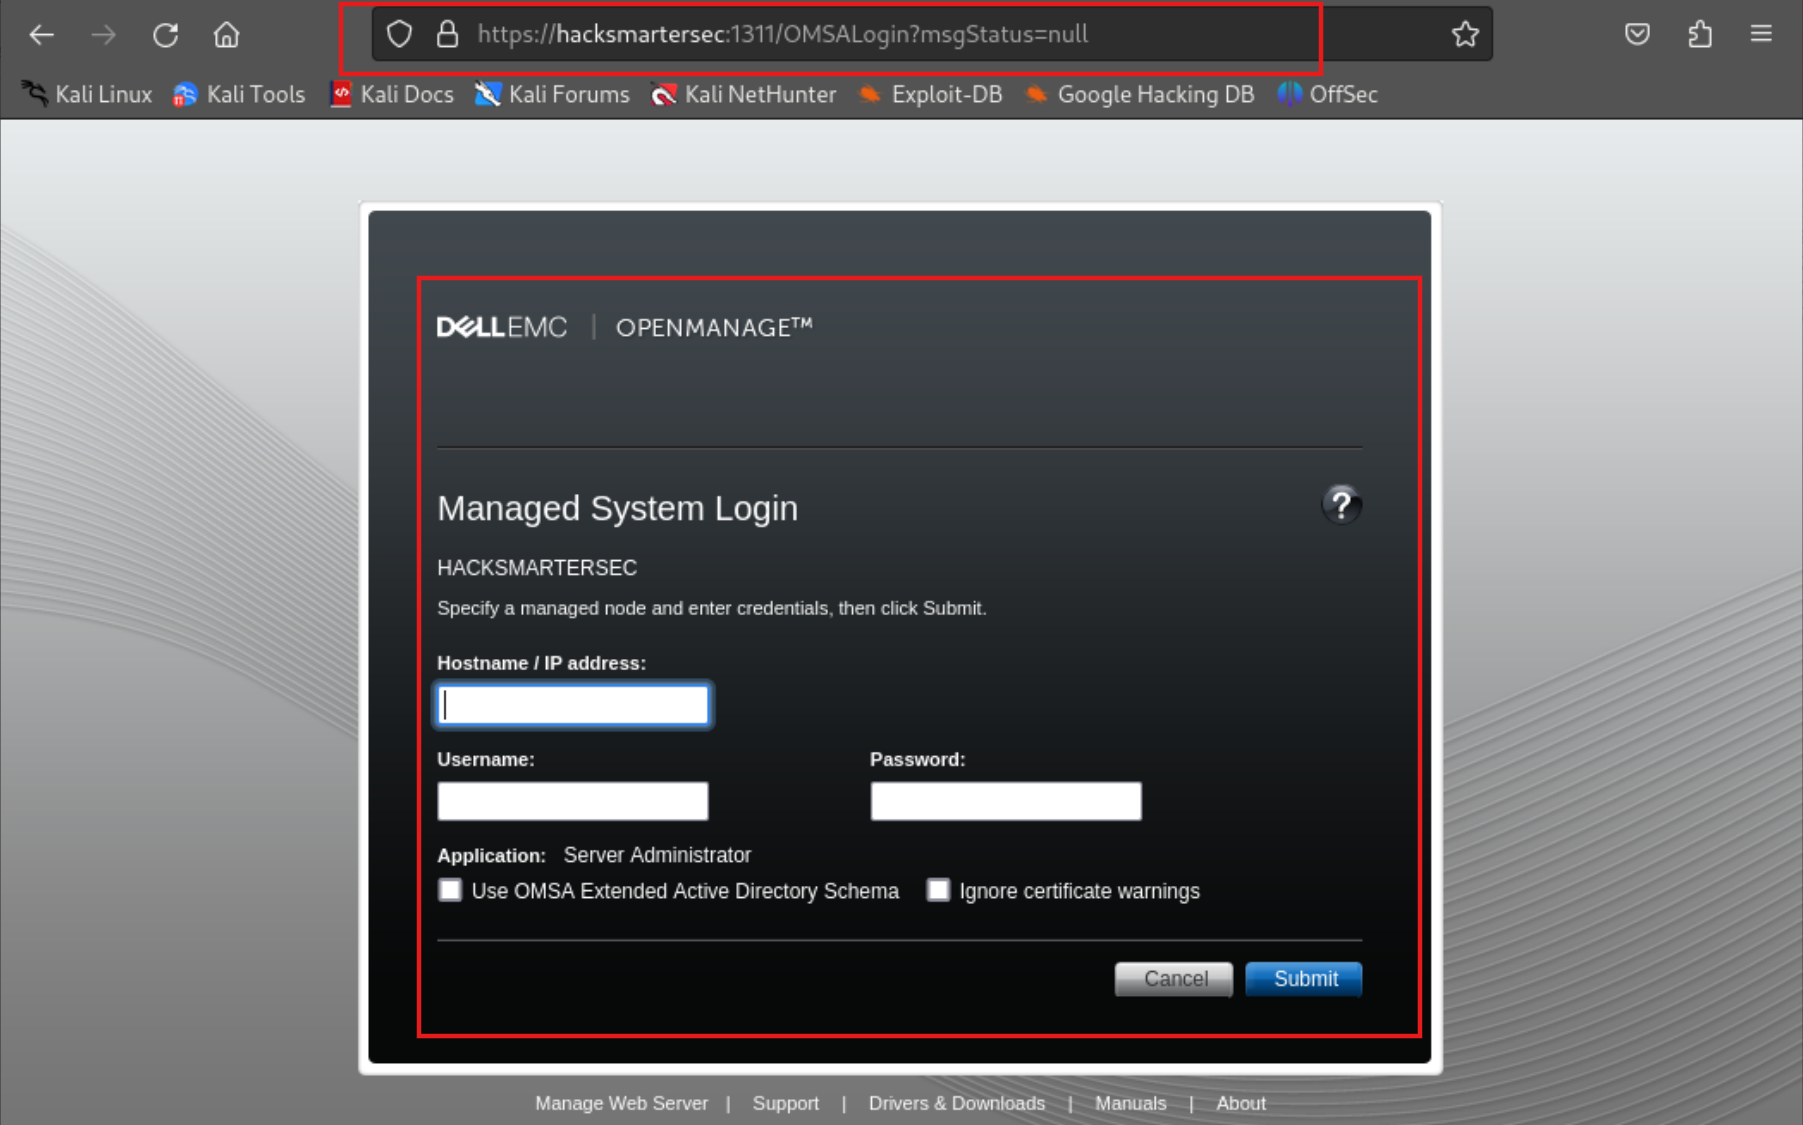 https://hacksmartersec:1311/OMSALogin?msgStatus=null
Kali Linux Kali Tools Kali Docs Kali Forums Kali NetHunter Exploit-DB Google Hacking DB OffSec
DELLEMC | OPENMANAGE™
Managed System Login ?
HACKSMARTERSEC
Specify a managed node and enter credentials, then click Submit.
Hostname / IP address:
Username: Password:
Application: Server Administrator
Use OMSA Extended Active Directory Schema Ignore certificate warnings
Cancel Submit
Manage Web Server | Support | Drivers & Downloads | Manuals | About